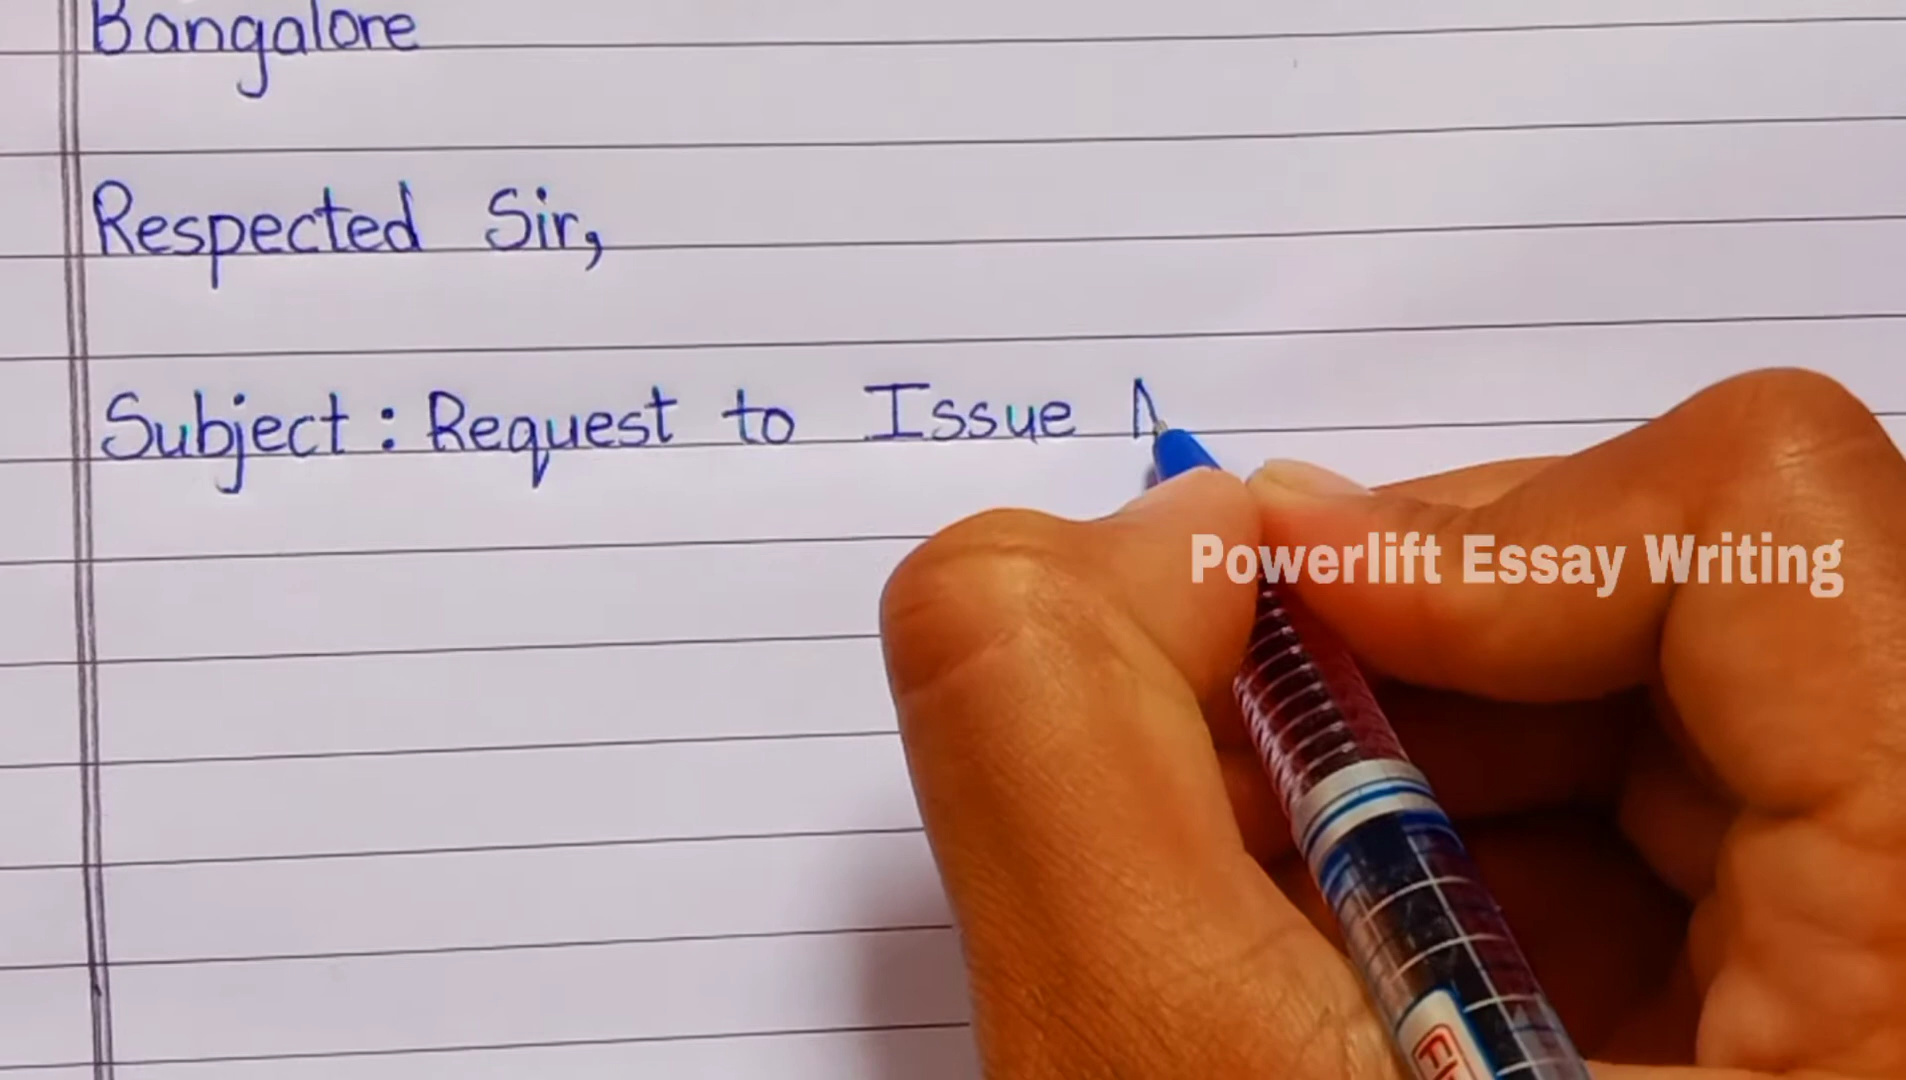 Bangalore
Respected Sir,
Subject : Request to Issue
Powerlift Essay Writing